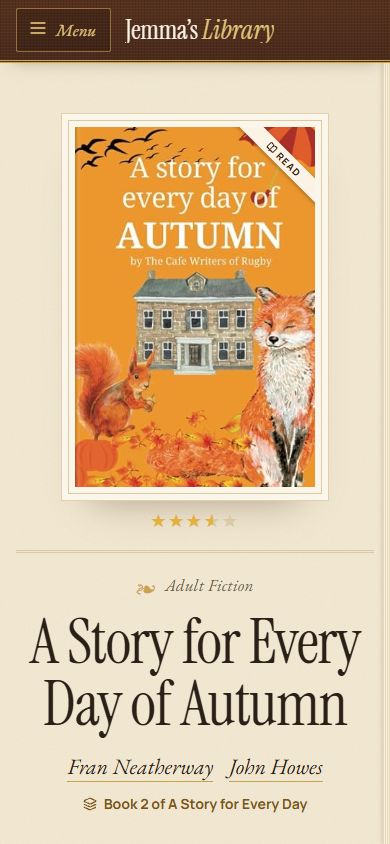 Menu
Jemma's Library
READ
A story for
every day of
AUTUMN
by The Cafe Writers of Rugby
Adult Fiction
A Story for Every
Day of Autumn
Fran Neatherway John Howes
Book 2 of A Story for Every Day